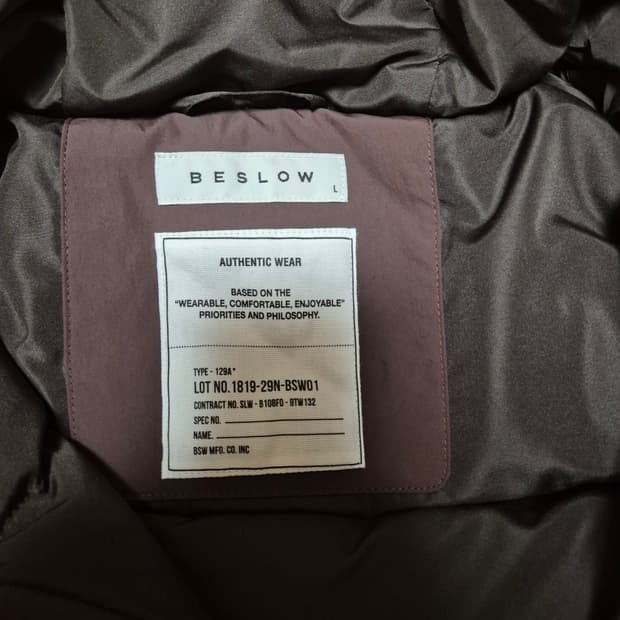 BESLOW
L
AUTHENTIC WEAR
BASED ON THE
"WEARABLE, COMFORTABLE, ENJOYABLE"
PRIORITIES AND PHILOSOPHY.
TYPE - 129A*
LOT NO. 1819-29N-BSW01
CONTRACT NO. SLW - B108FD - 9TW132
SPEC NO.
NAME.
BSW MFG. CO. INC